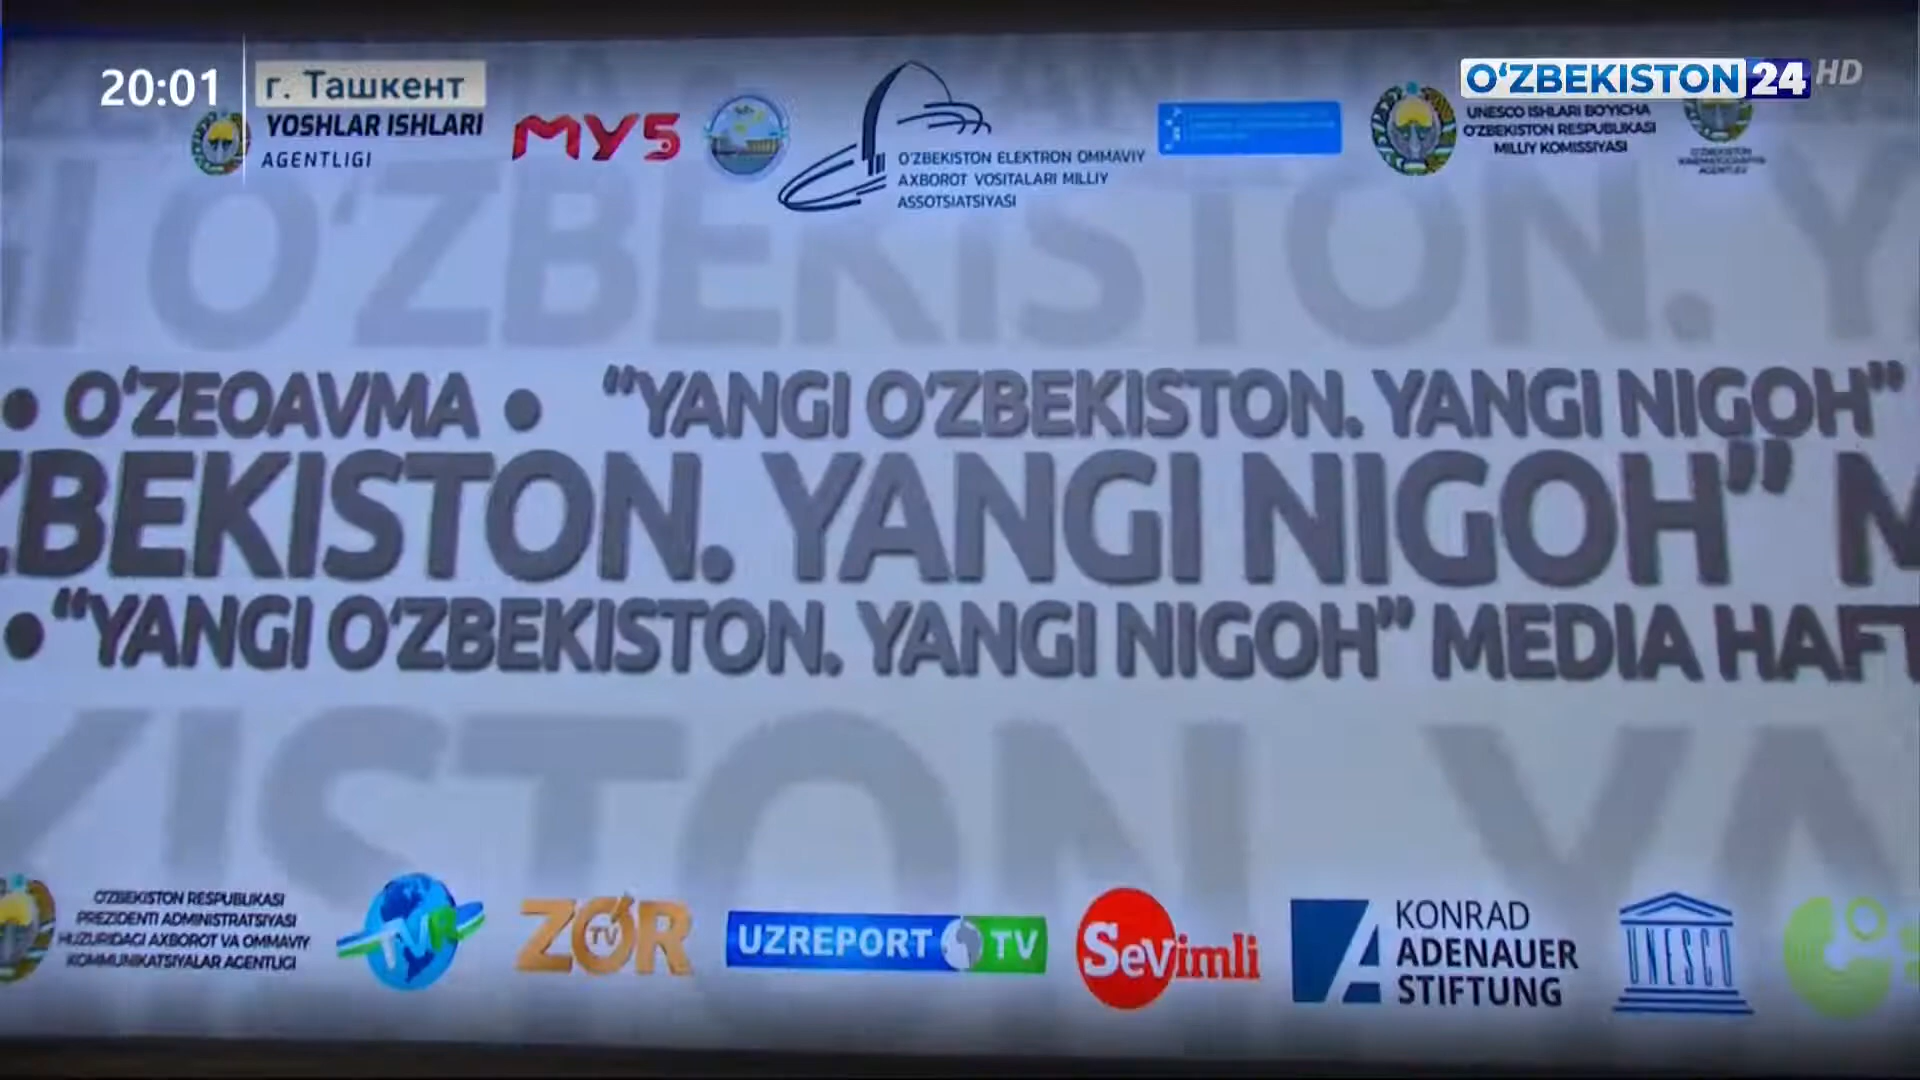 20:01
г. Ташкент
O‘ZBEKISTON 24 HD
YOSHLAR ISHLARI
AGENTLIGI
MY5
O‘ZBEKISTON ELEKTRON OMMAVIY
AXBOROT VOSITALARI MILLIY
ASSOTSIATSIYASI
UNESCO ISHLARI BO‘YICHA
O‘ZBEKISTON RESPUBLIKASI
MILLIY KOMISSIYASI
GI O‘ZBEKISTON. Y
• O‘ZEOAVMA • “YANGI O‘ZBEKISTON. YANGI NIGOH”
ZBEKISTON. YANGI NIGOH” M
• “YANGI O‘ZBEKISTON. YANGI NIGOH” MEDIA HAFT
KISTON. YA
O‘ZBEKISTON RESPUBLIKASI
PREZIDENTI ADMINISTRATSIYASI
HUZURIDAGI AXBOROT VA OMMAVIY
KOMMUNIKATSIYALAR AGENTLIGI
TVR
ZO‘R TV
UZREPORT TV
Sevimli
KONRAD
ADENAUER
STIFTUNG
UNESCO